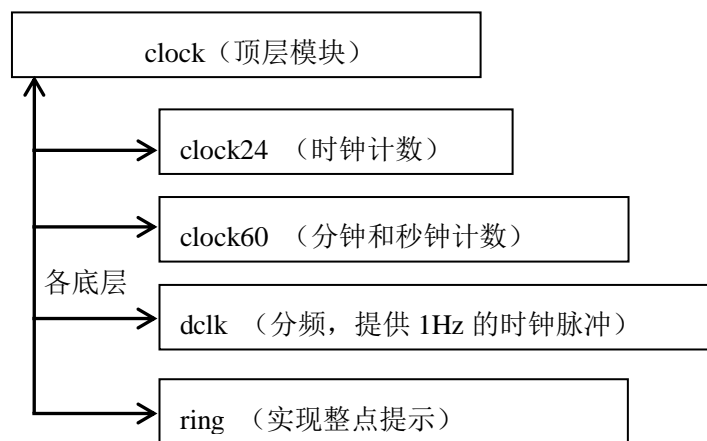 clock（顶层模块）
clock24 （时钟计数）
clock60 （分钟和秒钟计数）
各底层
dclk （分频，提供 1Hz 的时钟脉冲）
ring （实现整点提示）